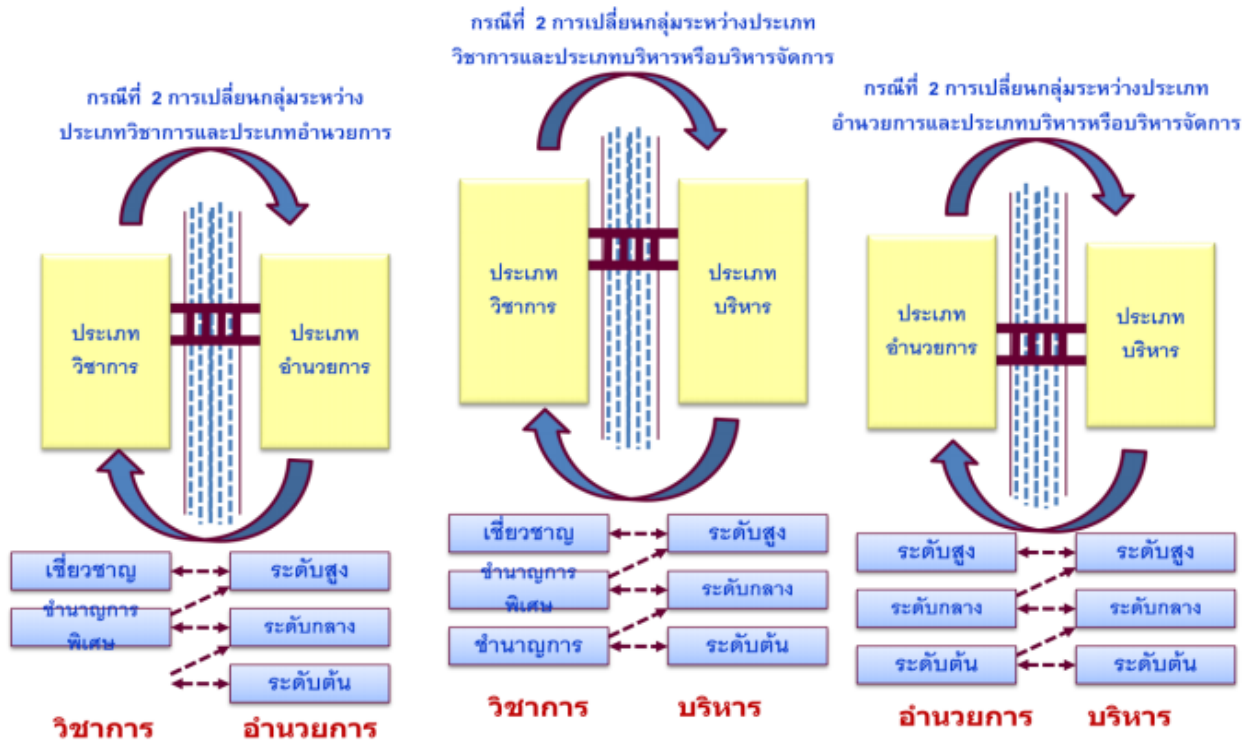 กรณีที่ 2 การเปลี่ยนกลุ่มระหว่าง
ประเภทวิชาการและประเภทอำนวยการ
ประเภท
วิชาการ
ประเภท
อำนวยการ
เชี่ยวชาญ
ระดับสูง
ชำนาญการ
พิเศษ
ระดับกลาง
ระดับต้น
วิชาการ
อำนวยการ
กรณีที่ 2 การเปลี่ยนกลุ่มระหว่างประเภท
วิชาการและประเภทบริหารหรือบริหารจัดการ
ประเภท
วิชาการ
ประเภท
บริหาร
เชี่ยวชาญ
ระดับสูง
ชำนาญการ
พิเศษ
ระดับกลาง
ชำนาญการ
ระดับต้น
วิชาการ
บริหาร
กรณีที่ 2 การเปลี่ยนกลุ่มระหว่างประเภท
อำนวยการและประเภทบริหารหรือบริหารจัดการ
ประเภท
อำนวยการ
ประเภท
บริหาร
ระดับสูง
ระดับสูง
ระดับกลาง
ระดับกลาง
ระดับต้น
ระดับต้น
อำนวยการ
บริหาร